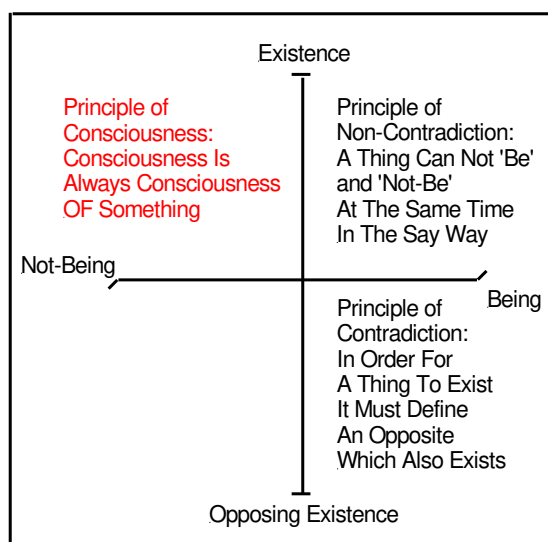 Existence
Principle of
Consciousness:
Consciousness Is
Always Consciousness
OF Something
Principle of
Non-Contradiction:
A Thing Can Not 'Be'
and 'Not-Be'
At The Same Time
In The Say Way
Not-Being
Being
Principle of
Contradiction:
In Order For
A Thing To Exist
It Must Define
An Opposite
Which Also Exists
Opposing Existence